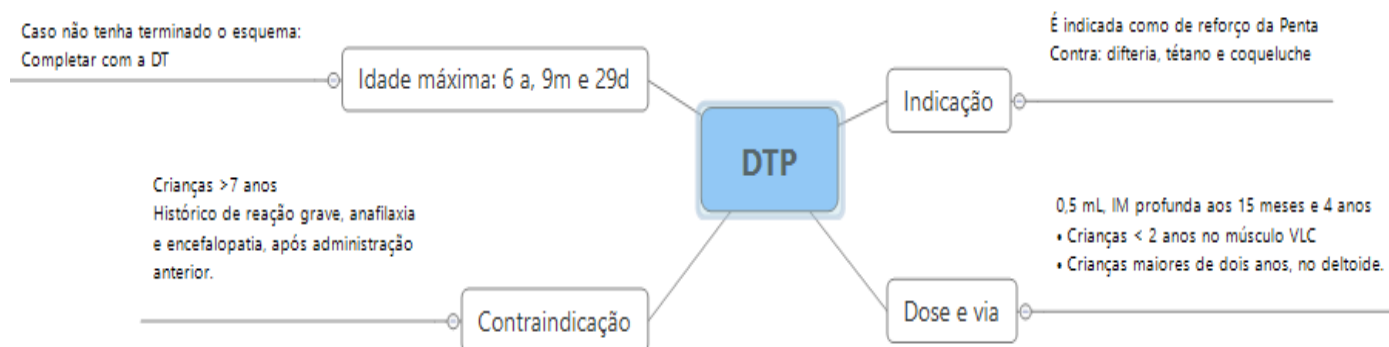 Caso não tenha terminado o esquema:
Completar com a DT
Idade máxima: 6 a, 9m e 29d
É indicada como de reforço da Penta
Contra: difteria, tétano e coqueluche
Indicação
DTP
Crianças >7 anos
Histórico de reação grave, anafilaxia
e encefalopatia, após administração
anterior.
Contraindicação
0,5 mL, IM profunda aos 15 meses e 4 anos
• Crianças < 2 anos no músculo VLC
• Crianças maiores de dois anos, no deltoide.
Dose e via